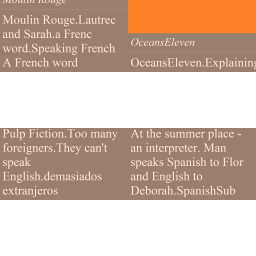 Moulin Rouge
Moulin Rouge.Lautrec
and Sarah.a Frenc
word.Speaking French
A French word
OceansEleven
OceansEleven.Explaining
Pulp Fiction.Too many
foreigners.They can't
speak
English.demasiados
extranjeros
At the summer place -
an interpreter. Man
speaks Spanish to Flor
and English to
Deborah.SpanishSub